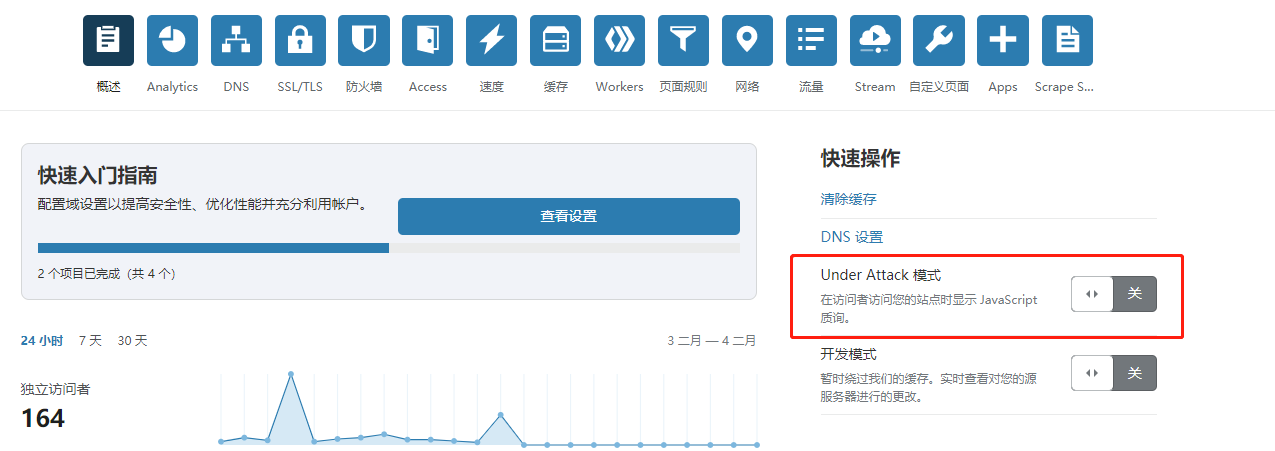 概述
Analytics
DNS
SSL/TLS
防火墙
Access
速度
缓存
Workers
页面规则
网络
流量
Stream
自定义页面
Apps
Scrape S...
快速入门指南
配置域设置以提高安全性、优化性能并充分利用帐户。
查看设置
2 个项目已完成（共 4 个）
24 小时 7 天 30 天
3 二月 — 4 二月
独立访问者
164
快速操作
清除缓存
DNS 设置
Under Attack 模式
在访问者访问您的站点时显示 JavaScript
质询。
关
开发模式
暂时绕过我们的缓存。实时查看对您的源
服务器进行的更改。
关